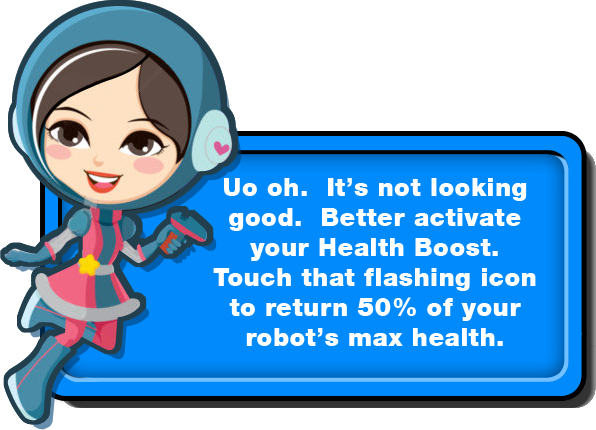 Uo oh.  It’s not looking
good.  Better activate
your Health Boost.
Touch that flashing icon
to return 50% of your
robot’s max health.